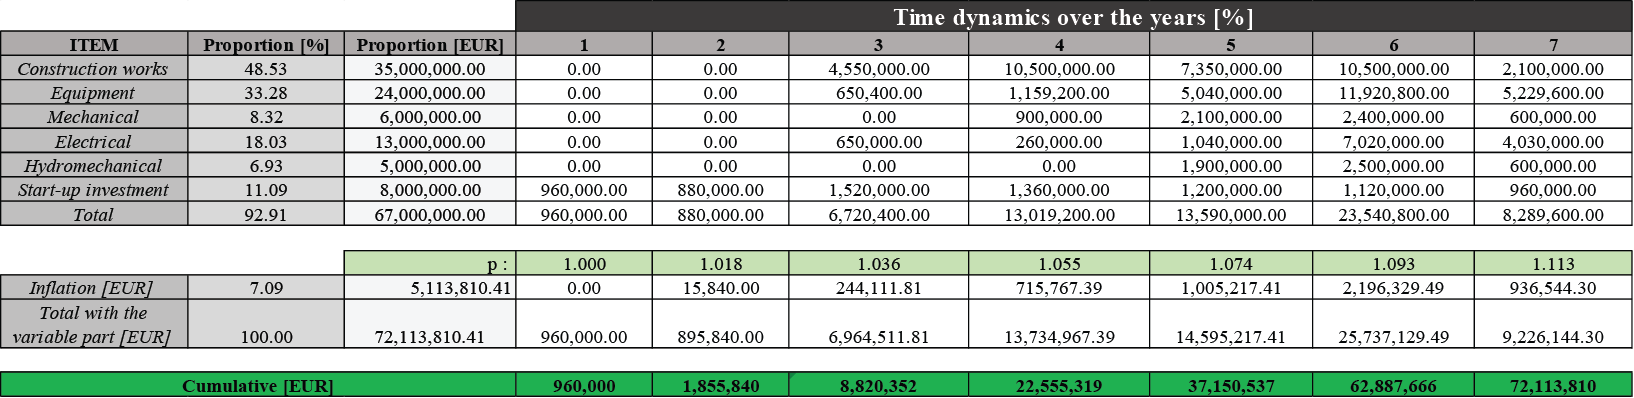 Time dynamics over the years [%]
ITEM Proportion [%] Proportion [EUR] 1 2 3 4 5 6 7
Construction works 48.53 35,000,000.00 0.00 0.00 4,550,000.00 10,500,000.00 7,350,000.00 10,500,000.00 2,100,000.00
Equipment 33.28 24,000,000.00 0.00 0.00 650,400.00 1,159,200.00 5,040,000.00 11,920,800.00 5,229,600.00
Mechanical 8.32 6,000,000.00 0.00 0.00 0.00 900,000.00 2,100,000.00 2,400,000.00 600,000.00
Electrical 18.03 13,000,000.00 0.00 0.00 650,000.00 260,000.00 1,040,000.00 7,020,000.00 4,030,000.00
Hydromechanical 6.93 5,000,000.00 0.00 0.00 0.00 0.00 1,900,000.00 2,500,000.00 600,000.00
Start-up investment 11.09 8,000,000.00 960,000.00 880,000.00 1,520,000.00 1,360,000.00 1,200,000.00 1,120,000.00 960,000.00
Total 92.91 67,000,000.00 960,000.00 880,000.00 6,720,400.00 13,019,200.00 13,590,000.00 23,540,800.00 8,289,600.00
p : 1.000 1.018 1.036 1.055 1.074 1.093 1.113
Inflation [EUR] 7.09 5,113,810.41 0.00 15,840.00 244,111.81 715,767.39 1,005,217.41 2,196,329.49 936,544.30
Total with the
variable part [EUR] 100.00 72,113,810.41 960,000.00 895,840.00 6,964,511.81 13,734,967.39 14,595,217.41 25,737,129.49 9,226,144.30
Cumulative [EUR] 960,000 1,855,840 8,820,352 22,555,319 37,150,537 62,887,666 72,113,810